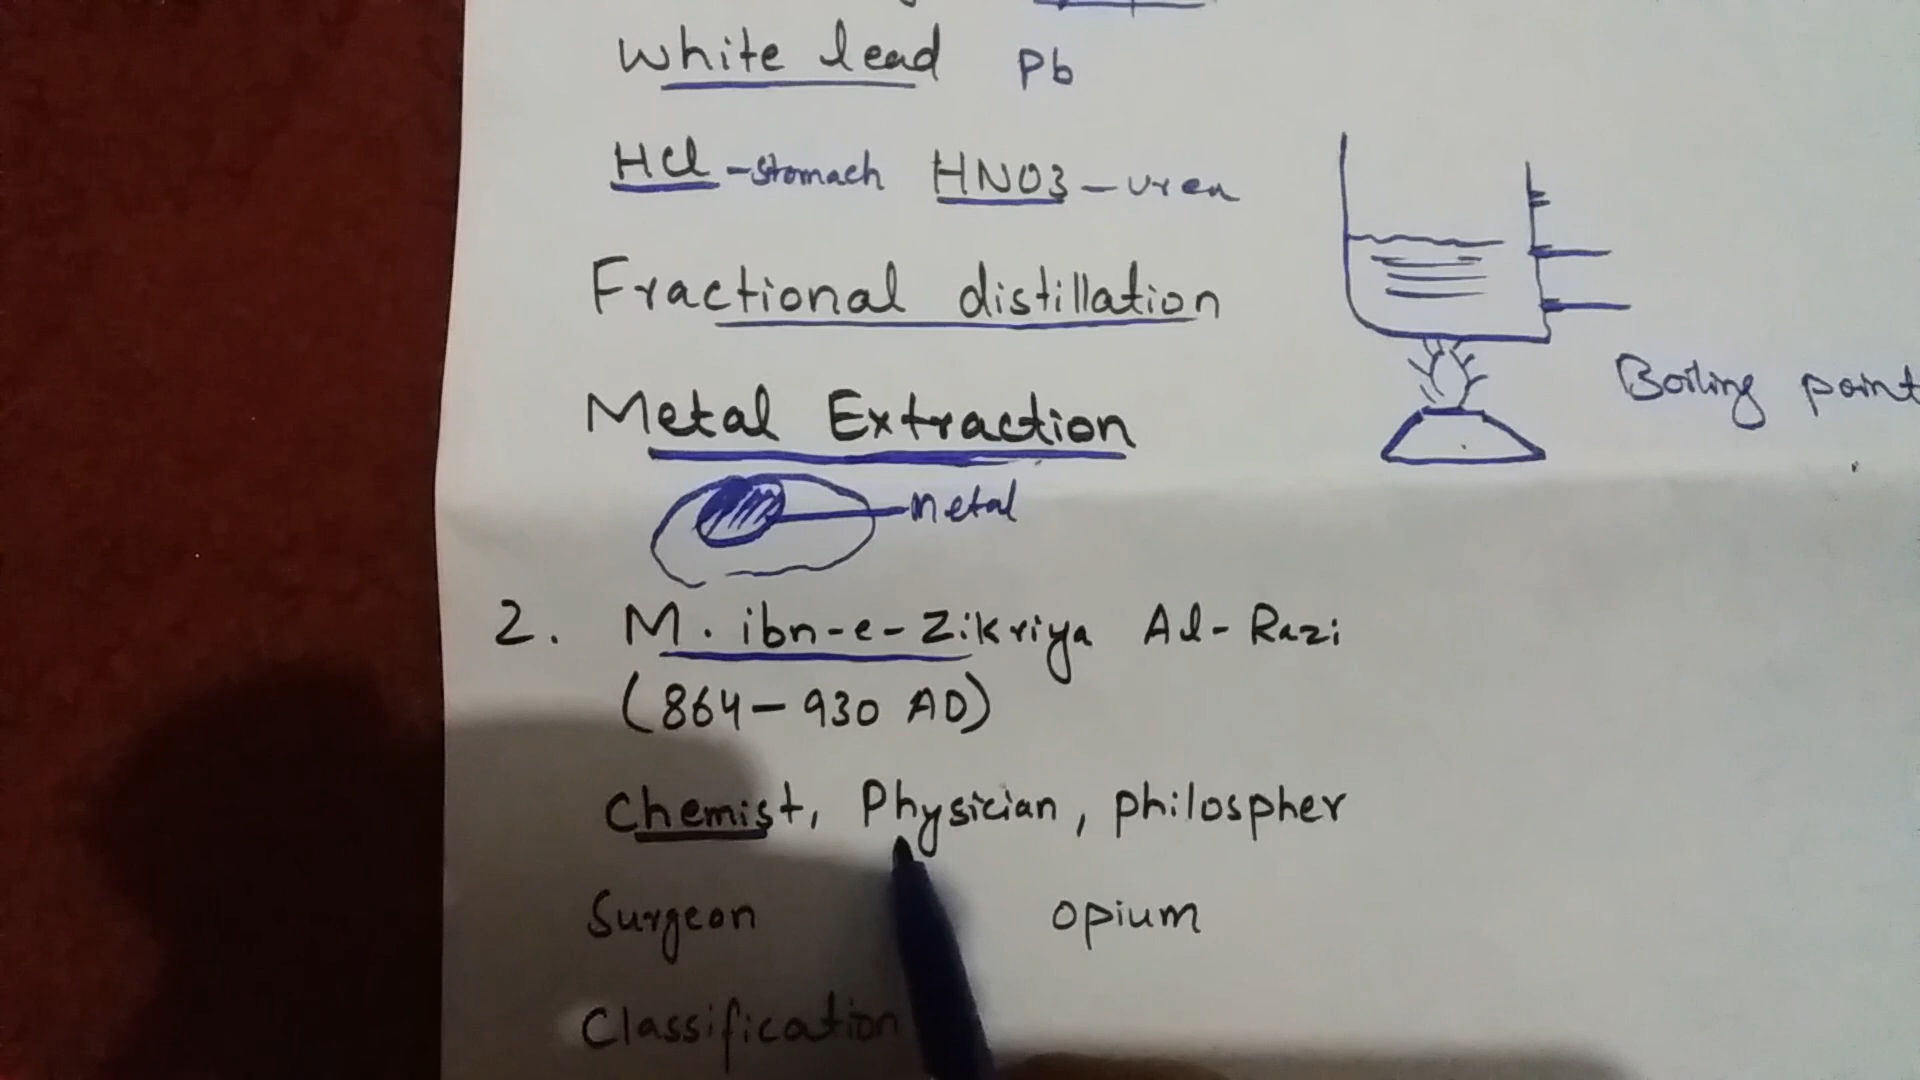 White lead Pb
HCl - stomach HNO3 - urea
Fractional distillation
Boiling point
Metal Extraction
metal
2. M. ibn-e-Zikriya Al-Razi
(864 - 930 AD)
Chemist, Physician, philospher
Surgeon opium
Classification